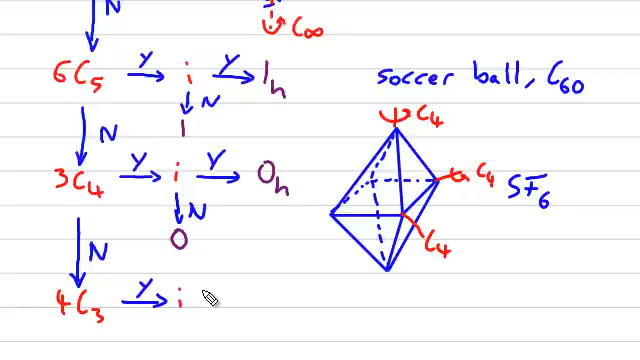 N
C∞
6C₅ Y i Y Iₕ soccer ball, C₆₀
N
N I
C₄
3C₄ Y i Y Oₕ C₄ SF₆
N
O C₄
N
4C₃ Y i